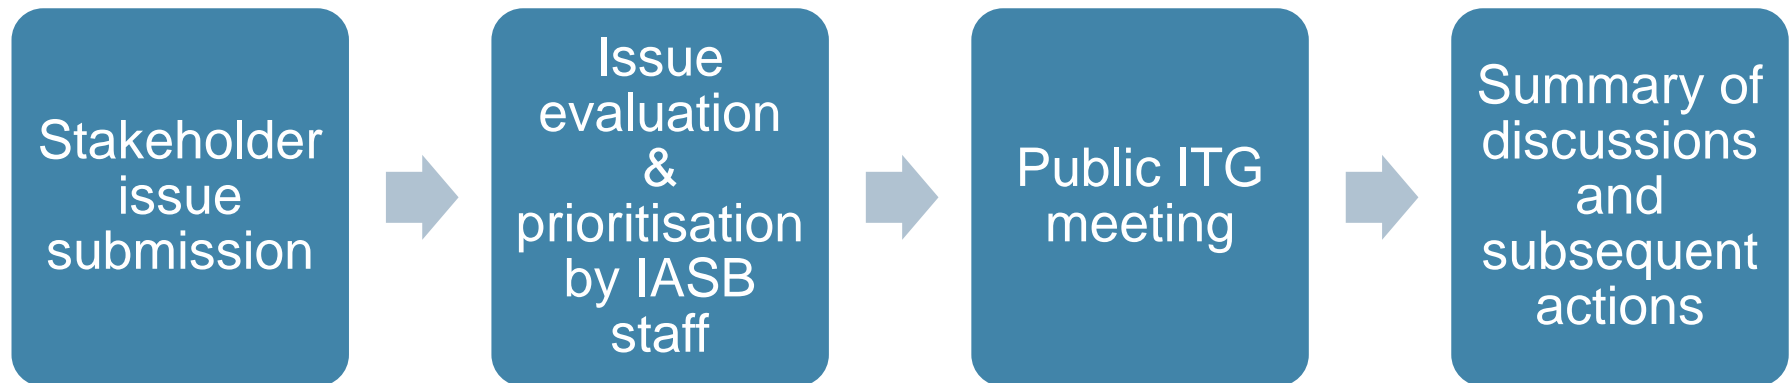 Stakeholder
issue
submission
Issue
evaluation
&
prioritisation
by IASB
staff
Public ITG
meeting
Summary of
discussions
and
subsequent
actions